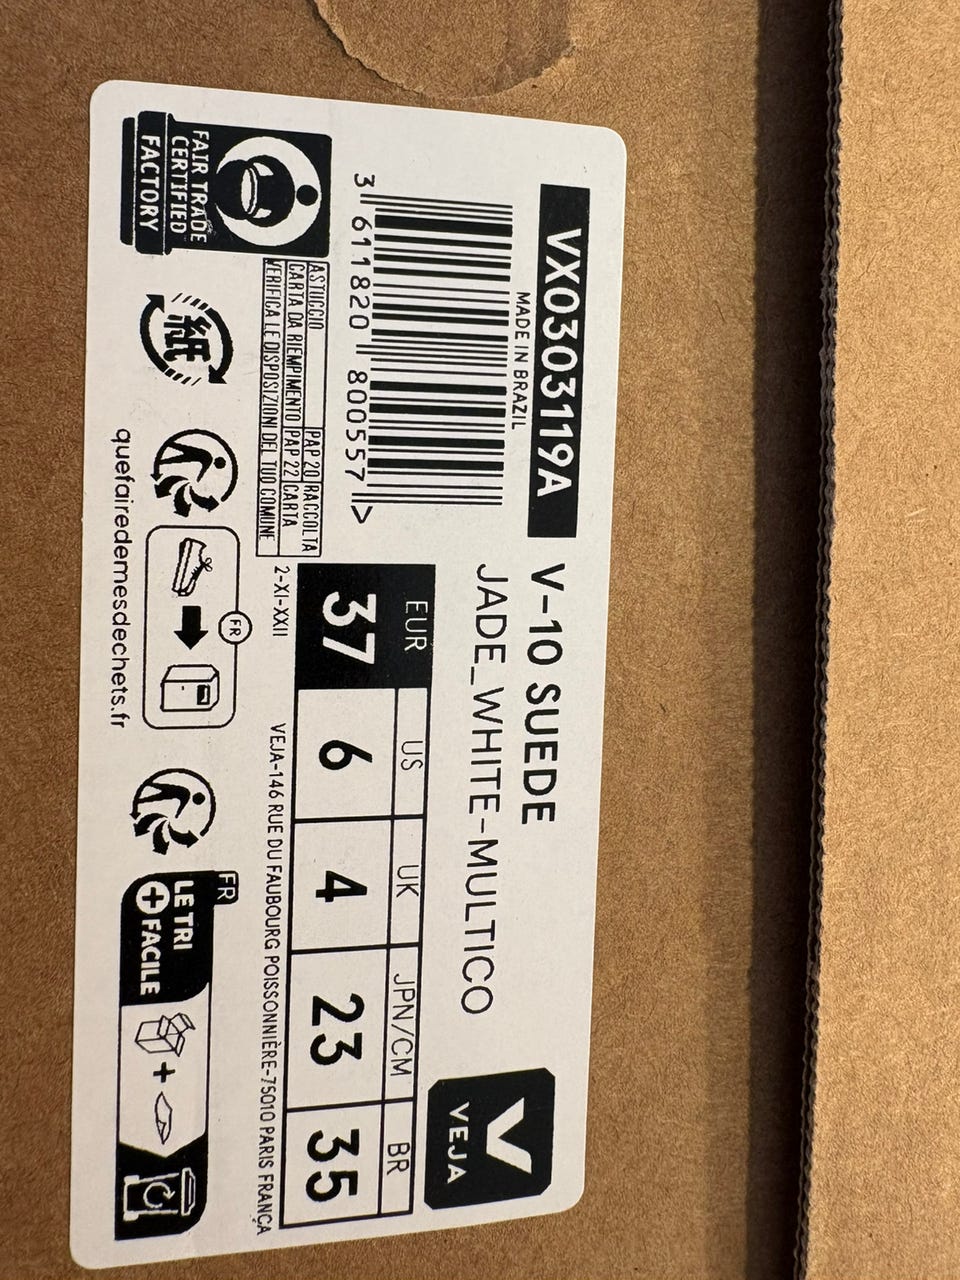 VX0303119A
V-10 SUEDE
JADE_WHITE-MULTICO
VEJA
MADE IN BRAZIL
3 611820 800557 >
EUR US UK JPN/CM BR
37 6 4 23 35
ASTUCCIO PAP 20 RACCOLTA
CARTA DA RIEMPIMENTO PAP 22 CARTA
VERIFICA LE DISPOSIZIONI DEL TUO COMUNE
2-XI-XXII
VEJA-146 RUE DU FAUBOURG POISSONNIÈRE-75010 PARIS FRANÇA
FAIR TRADE
CERTIFIED
FACTORY
紙
FR
quefairedemesdechets.fr
FR
LE TRI
+ FACILE
+